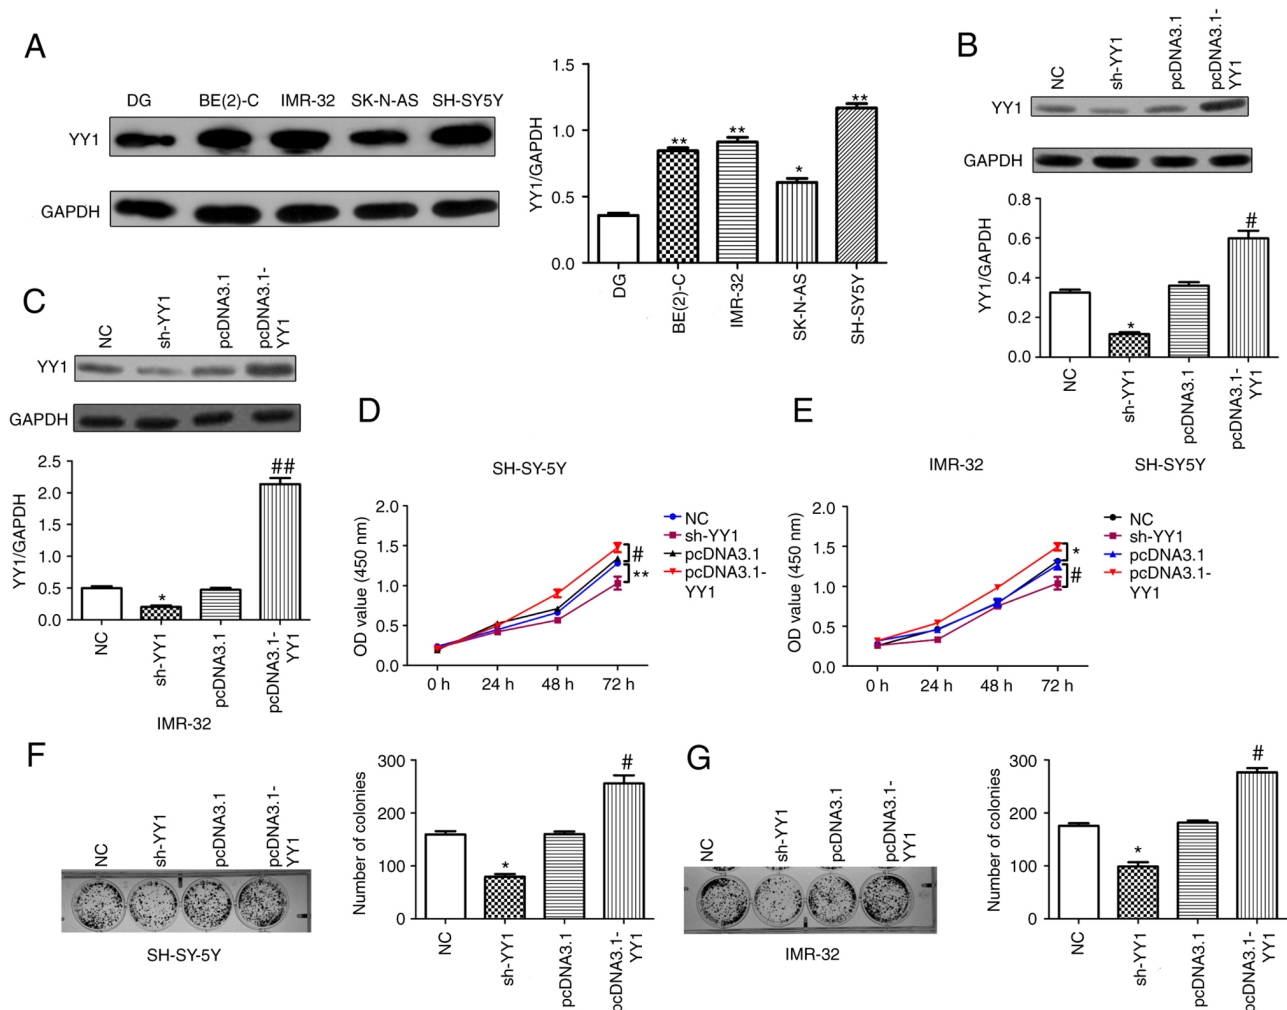 A
DG BE(2)-C IMR-32 SK-N-AS SH-SY5Y
YY1
GAPDH
YY1/GAPDH
1.5
1.0
0.5
0.0
**
**
*
**
DG
BE(2)-C
IMR-32
SK-N-AS
SH-SY5Y
B
NC
sh-YY1
pcDNA3.1
pcDNA3.1-
YY1
YY1
GAPDH
YY1/GAPDH
0.8
0.6
0.4
0.2
0.0
*
#
NC
sh-YY1
pcDNA3.1
pcDNA3.1-
YY1
SH-SY5Y
C
NC
sh-YY1
pcDNA3.1
pcDNA3.1-
YY1
YY1
GAPDH
YY1/GAPDH
2.5
2.0
1.5
1.0
0.5
0.0
*
##
NC
sh-YY1
pcDNA3.1
pcDNA3.1-
YY1
IMR-32
D
SH-SY-5Y
OD value (450 nm)
2.0
1.5
1.0
0.5
0.0
0 h 24 h 48 h 72 h
#
**
NC
sh-YY1
pcDNA3.1
pcDNA3.1-
YY1
E
IMR-32
OD value (450 nm)
2.0
1.5
1.0
0.5
0.0
0 h 24 h 48 h 72 h
*
#
NC
sh-YY1
pcDNA3.1
pcDNA3.1-
YY1
F
NC
sh-YY1
pcDNA3.1
pcDNA3.1-
YY1
SH-SY-5Y
Number of colonies
300
200
100
0
*
#
NC
sh-YY1
pcDNA3.1
pcDNA3.1-
YY1
G
NC
sh-YY1
pcDNA3.1
pcDNA3.1-
YY1
IMR-32
Number of colonies
300
200
100
0
*
#
NC
sh-YY1
pcDNA3.1
pcDNA3.1-
YY1